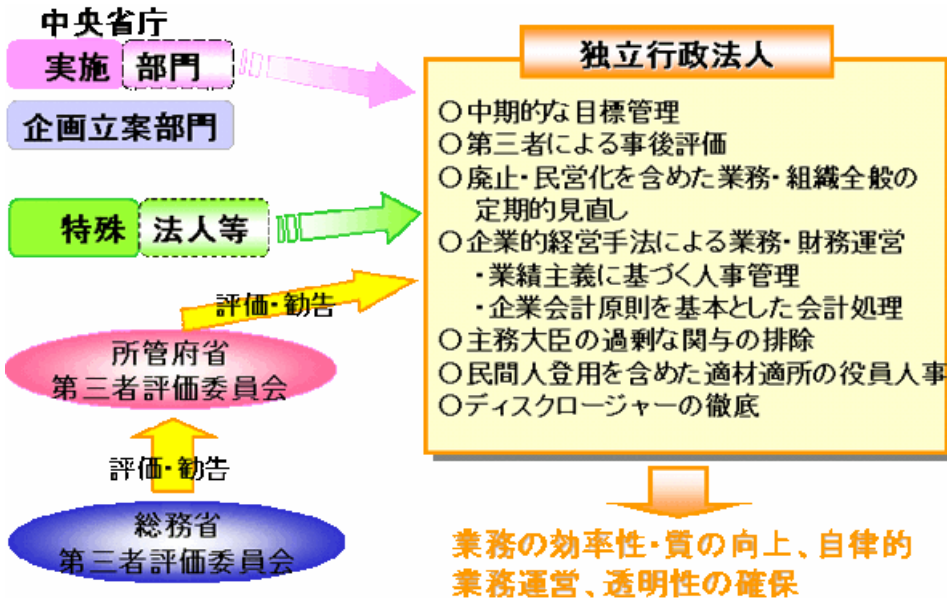 中央省庁
実施 部門
企画立案部門
特殊 法人等
評価・勧告
所管府省
第三者評価委員会
評価・勧告
総務省
第三者評価委員会
独立行政法人
○中期的な目標管理
○第三者による事後評価
○廃止・民営化を含めた業務・組織全般の
定期的見直し
○企業的経営手法による業務・財務運営
・業績主義に基づく人事管理
・企業会計原則を基本とした会計処理
○主務大臣の過剰な関与の排除
○民間人登用を含めた適材適所の役員人事
○ディスクロージャーの徹底
業務の効率性・質の向上、自律的
業務運営、透明性の確保